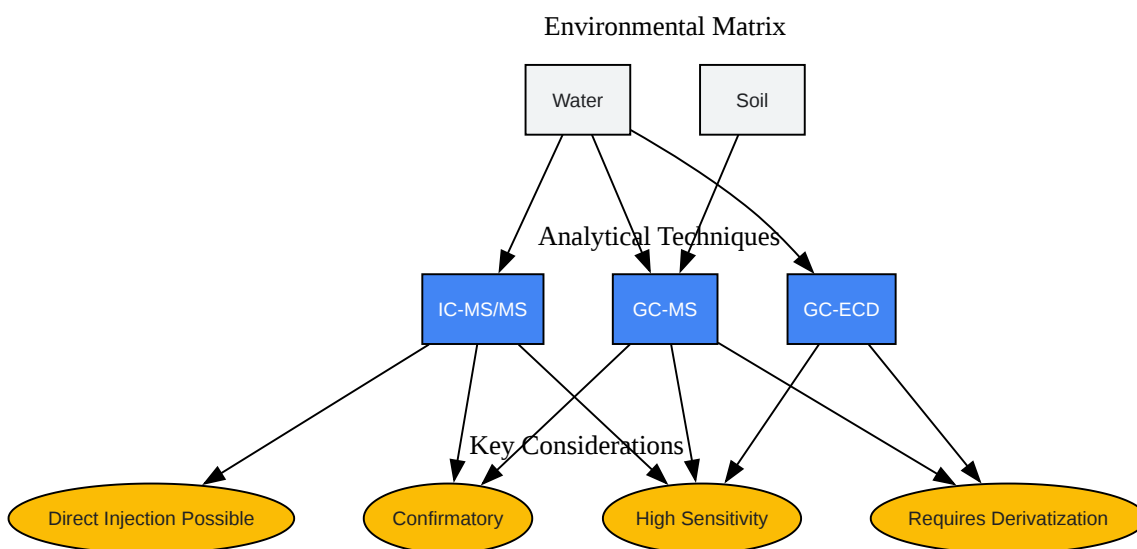 Environmental Matrix
Water
Soil
Analytical Techniques
IC-MS/MS
GC-MS
GC-ECD
Key Considerations
Direct Injection Possible
Confirmatory
High Sensitivity
Requires Derivatization